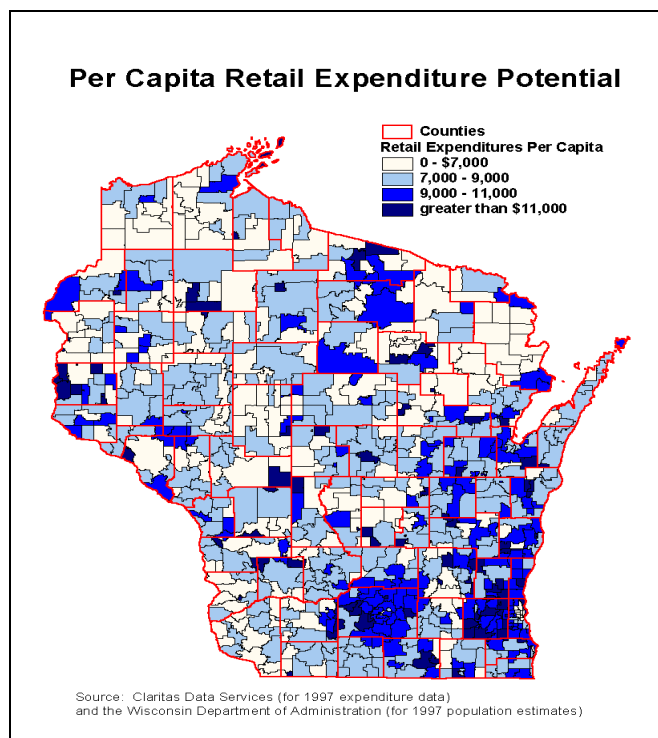 Per Capita Retail Expenditure Potential
Counties
Retail Expenditures Per Capita
0 - $7,000
7,000 - 9,000
9,000 - 11,000
greater than $11,000
Source:  Claritas Data Services (for 1997 expenditure data)
and the Wisconsin Department of Administration (for 1997 population estimates)